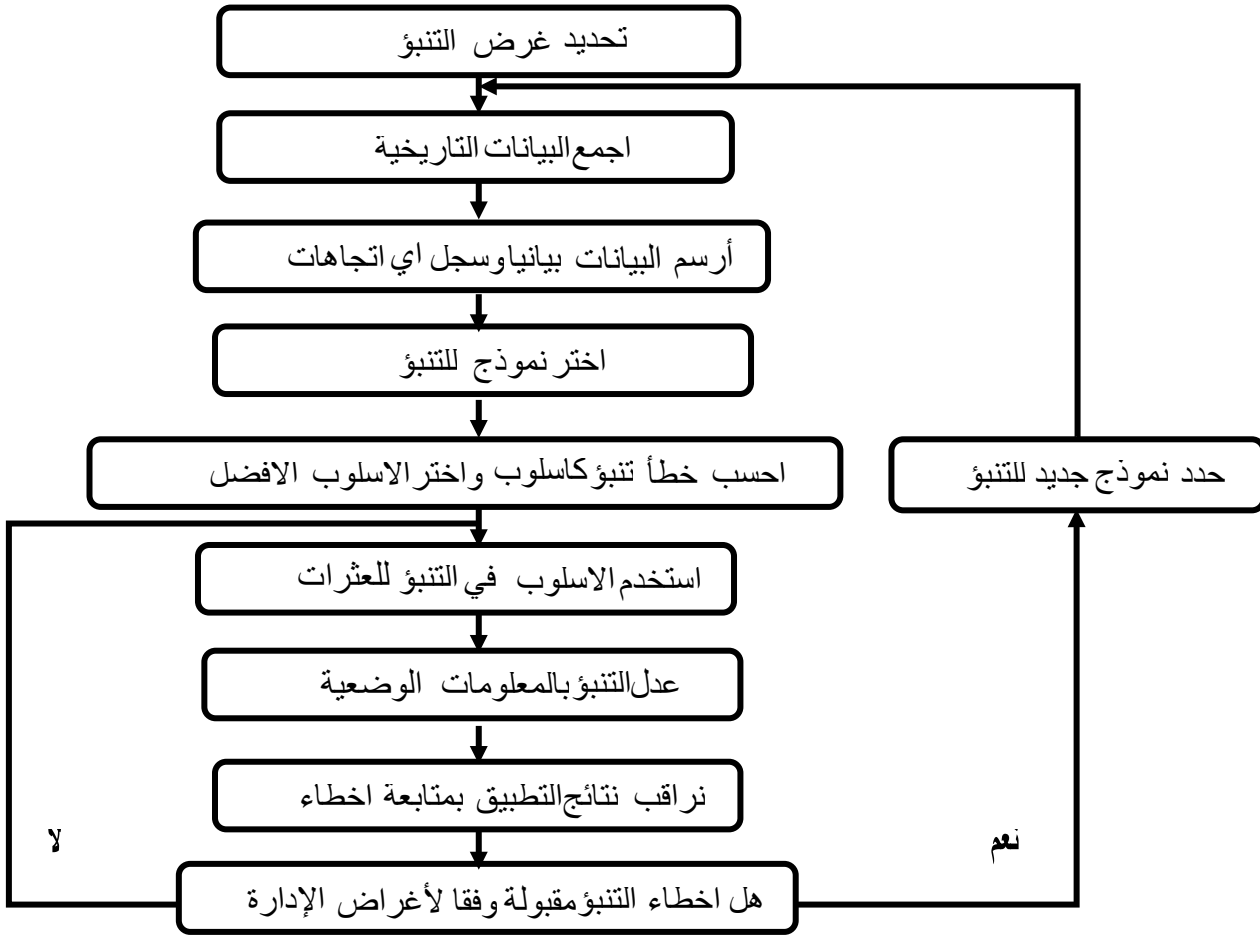 تحديد غرض التنبؤ
اجمع البيانات التاريخية
أرسم البيانات بيانيا وسجل اي اتجاهات
اختر نموذج للتنبؤ
احسب خطأ تنبؤ كاسلوب واختر الاسلوب الافضل
حدد نموذج جديد للتنبؤ
استخدم الاسلوب في التنبؤ للعثرات
عدل التنبؤ بالمعلومات الوضعية
نراقب نتائج التطبيق بمتابعة اخطاء
نعم
لا
هل اخطاء التنبؤ مقبولة وفقا لأغراض الإدارة